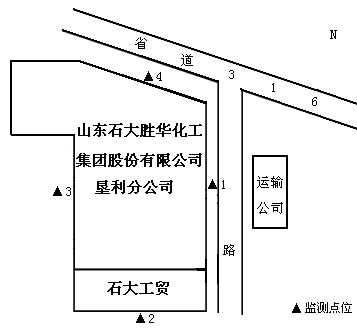 省 道 3 1 6
N
▲4
山东石大胜华化工
集团股份有限公司
垦利分公司
▲3
▲1
运输
公司
路
石大工贸
▲2
▲监测点位